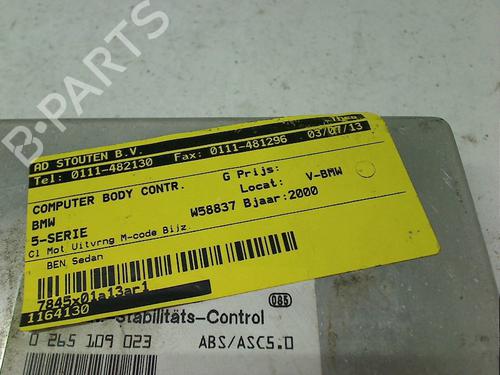 B-PARTS
AD STOUTEN B.V.
Tel: 0111-482130 Fax: 0111-481296 03/07/13
COMPUTER BODY CONTR. G Prijs:
BMW Locat: V-BMW
5-SERIE W58837 Bjaar:2000
Cl Mot Uitvrng M-code Bijz.
BEN Sedan
7845x01a13ar1
1164130
Stabilitäts-Control 085
0 265 109 023 ABS/ASC5.0